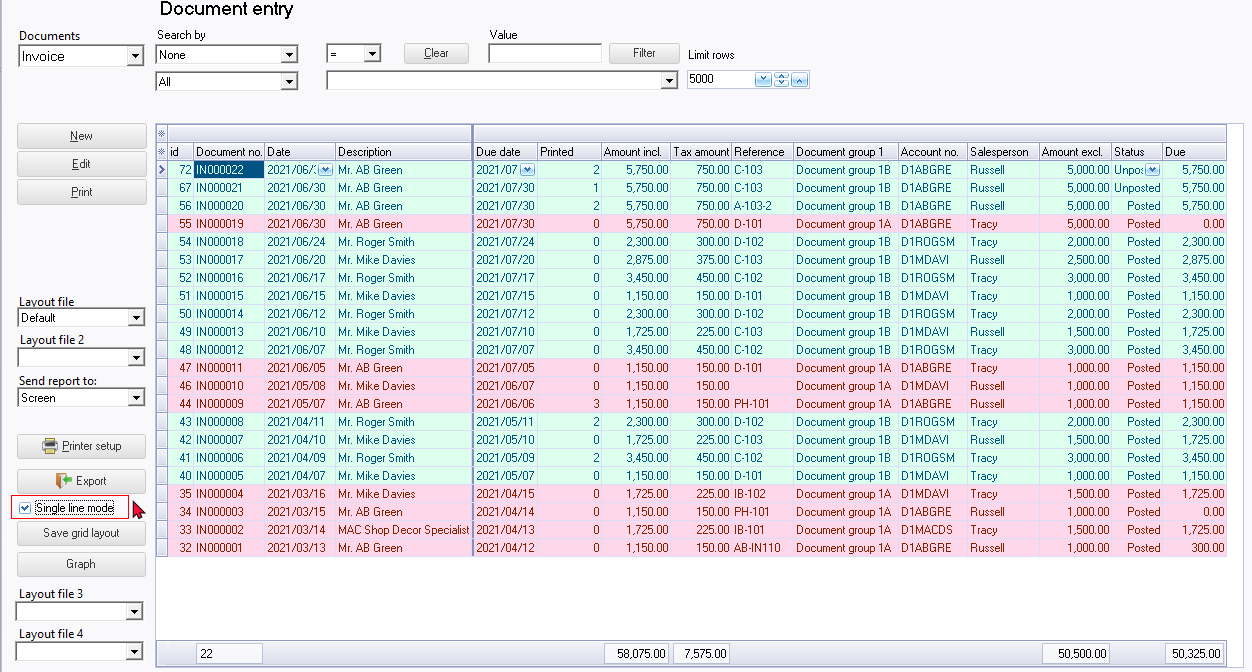 Document entry
Documents Search by Value
Invoice None = Clear Filter Limit rows
All 5000
New
Edit
Print
id Document no. Date Description Due date Printed Amount incl. Tax amount Reference Document group 1 Account no. Salesperson Amount excl. Status Due
72 IN000022 2021/06/ Mr. AB Green 2021/07 2 5,750.00 750.00 C-103 Document group 1B D1ABGRE Russell 5,000.00 Unpos 5,750.00
67 IN000021 2021/06/30 Mr. AB Green 2021/07/30 1 5,750.00 750.00 C-103 Document group 1B D1ABGRE Russell 5,000.00 Unposted 5,750.00
56 IN000020 2021/06/30 Mr. AB Green 2021/07/30 2 5,750.00 750.00 A-103-2 Document group 1B D1ABGRE Russell 5,000.00 Posted 5,750.00
55 IN000019 2021/06/30 Mr. AB Green 2021/07/30 0 5,750.00 750.00 D-101 Document group 1A D1ABGRE Tracy 5,000.00 Posted 0.00
54 IN000018 2021/06/24 Mr. Roger Smith 2021/07/24 0 2,300.00 300.00 D-102 Document group 1B D1ROGSM Tracy 2,000.00 Posted 2,300.00
53 IN000017 2021/06/20 Mr. Mike Davies 2021/07/20 0 2,875.00 375.00 C-103 Document group 1B D1MDAVI Russell 2,500.00 Posted 2,875.00
52 IN000016 2021/06/17 Mr. Roger Smith 2021/07/17 0 3,450.00 450.00 C-102 Document group 1B D1ROGSM Tracy 3,000.00 Posted 3,450.00
51 IN000015 2021/06/15 Mr. Mike Davies 2021/07/15 0 1,150.00 150.00 D-101 Document group 1B D1MDAVI Tracy 1,000.00 Posted 1,150.00
50 IN000014 2021/06/12 Mr. Roger Smith 2021/07/12 0 2,300.00 300.00 D-102 Document group 1B D1ROGSM Russell 2,000.00 Posted 2,300.00
49 IN000013 2021/06/10 Mr. Mike Davies 2021/07/10 0 1,725.00 225.00 C-103 Document group 1B D1MDAVI Russell 1,500.00 Posted 1,725.00
48 IN000012 2021/06/07 Mr. Roger Smith 2021/07/07 0 3,450.00 450.00 C-102 Document group 1B D1ROGSM Tracy 3,000.00 Posted 3,450.00
47 IN000011 2021/06/05 Mr. AB Green 2021/07/05 0 1,150.00 150.00 D-101 Document group 1A D1ABGRE Tracy 1,000.00 Posted 1,150.00
46 IN000010 2021/05/08 Mr. Mike Davies 2021/06/07 0 1,150.00 150.00 Document group 1A D1MDAVI Russell 1,000.00 Posted 1,150.00
44 IN000009 2021/05/07 Mr. AB Green 2021/06/06 3 1,150.00 150.00 PH-101 Document group 1A D1ABGRE Russell 1,000.00 Posted 1,150.00
43 IN000008 2021/04/11 Mr. Roger Smith 2021/05/11 2 2,300.00 300.00 D-102 Document group 1B D1ROGSM Russell 2,000.00 Posted 2,300.00
42 IN000007 2021/04/10 Mr. Mike Davies 2021/05/10 0 1,725.00 225.00 C-103 Document group 1B D1MDAVI Russell 1,500.00 Posted 1,725.00
41 IN000006 2021/04/09 Mr. Roger Smith 2021/05/09 2 3,450.00 450.00 C-102 Document group 1B D1ROGSM Russell 3,000.00 Posted 3,450.00
40 IN000005 2021/04/07 Mr. Mike Davies 2021/05/07 0 1,150.00 150.00 D-101 Document group 1B D1MDAVI Tracy 1,000.00 Posted 1,150.00
35 IN000004 2021/03/16 Mr. Mike Davies 2021/04/15 0 1,725.00 225.00 IB-102 Document group 1A D1MDAVI Tracy 1,500.00 Posted 1,725.00
34 IN000003 2021/03/15 Mr. AB Green 2021/04/14 0 1,150.00 150.00 PH-101 Document group 1A D1ABGRE Russell 1,000.00 Posted 0.00
33 IN000002 2021/03/14 MAC Shop Decor Specialist 2021/04/13 0 1,725.00 225.00 IB-101 Document group 1A D1MACDS Tracy 1,500.00 Posted 1,725.00
32 IN000001 2021/03/13 Mr. AB Green 2021/04/12 0 1,150.00 150.00 AB-IN110 Document group 1A D1ABGRE Russell 1,000.00 Posted 300.00
22 58,075.00 7,575.00 50,500.00 50,325.00
Layout file
Default
Layout file 2
Send report to:
Screen
Printer setup
Export
Single line mode
Save grid layout
Graph
Layout file 3
Layout file 4